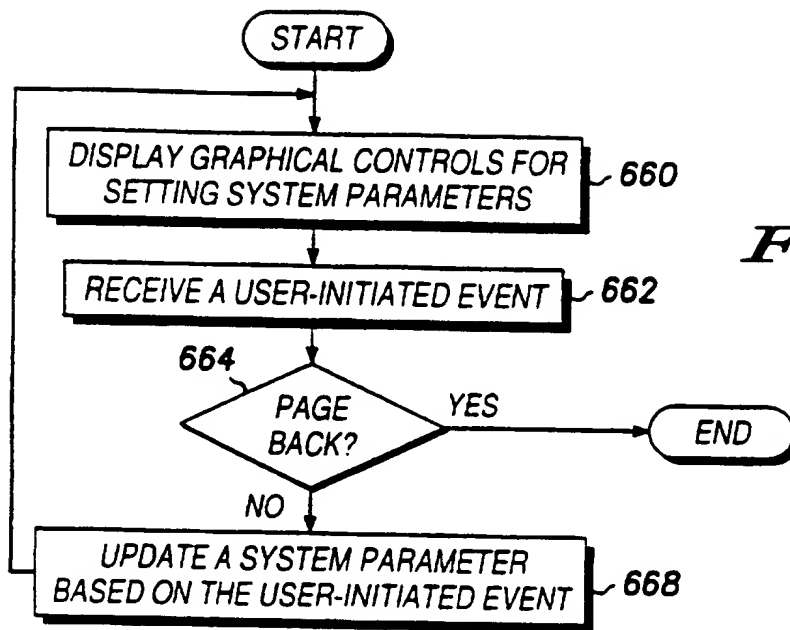 START
DISPLAY GRAPHICAL CONTROLS FOR
SETTING SYSTEM PARAMETERS
660
F
RECEIVE A USER-INITIATED EVENT
662
664
PAGE
BACK?
YES
END
NO
UPDATE A SYSTEM PARAMETER
BASED ON THE USER-INITIATED EVENT
668